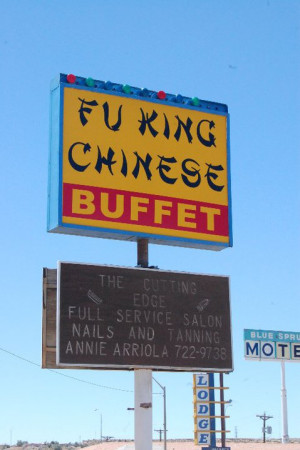 FU KING
CHINESE
BUFFET
THE CUTTING
EDGE
FULL SERVICE SALON
NAILS AND TANNING
ANNIE ARRIOLA 722-9738
BLUE SPRU
MOTE
LODGE